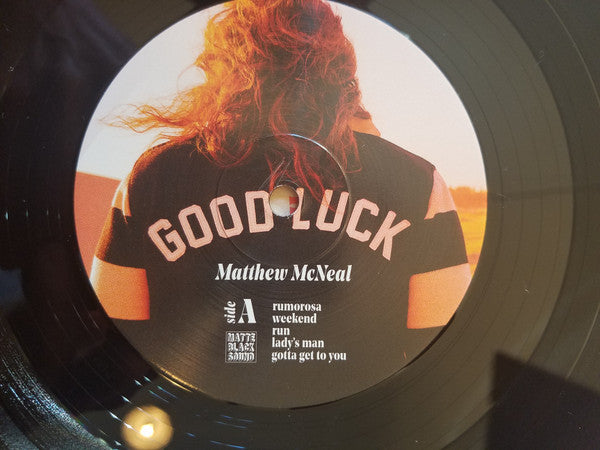 GOOD LUCK
Matthew McNeal
side A
rumorosa
weekend
run
lady's man
gotta get to you
MATTE
BLACK
SOUND